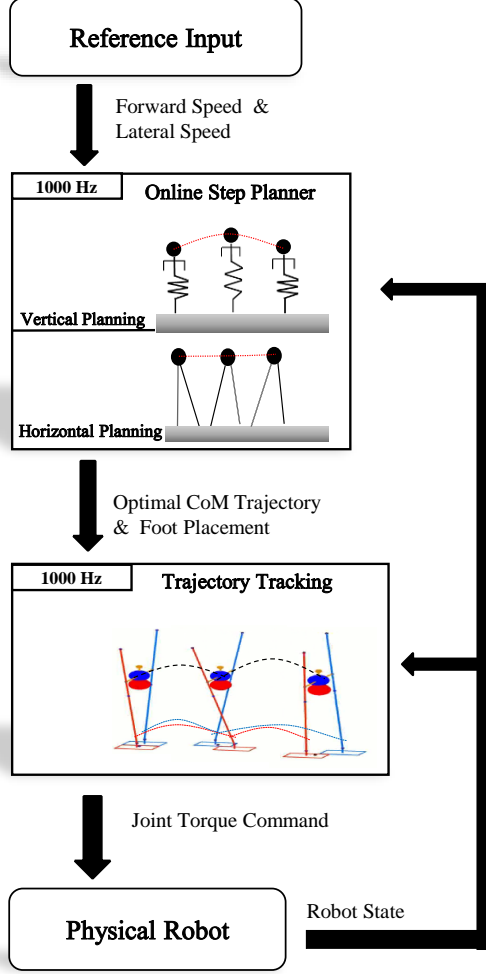 Reference Input
Forward Speed &
Lateral Speed
1000 Hz
Online Step Planner
Vertical Planning
Horizontal Planning
Optimal CoM Trajectory
& Foot Placement
1000 Hz
Trajectory Tracking
Joint Torque Command
Physical Robot
Robot State